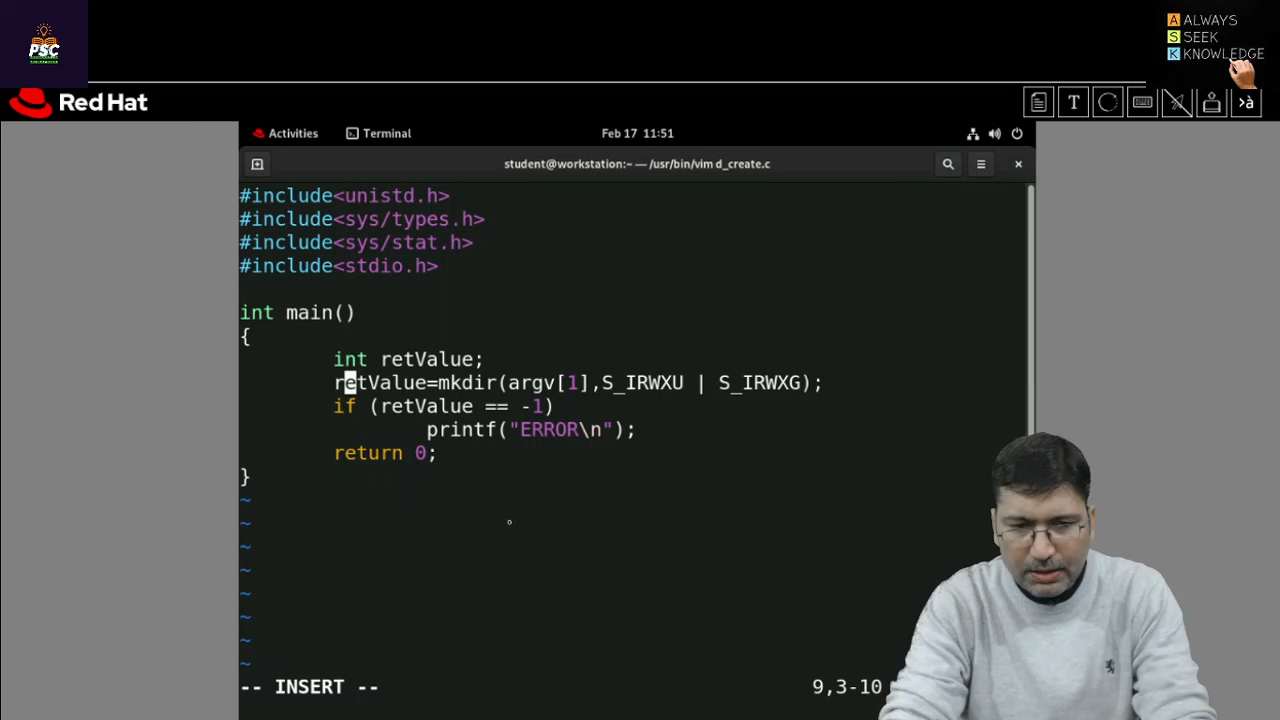 PSC
A ALWAYS
S SEEK
K KNOWLEDGE
Red Hat
T
>à
Activities
Terminal
Feb 17 11:51
student@workstation:~ — /usr/bin/vim d_create.c
#include<unistd.h>
#include<sys/types.h>
#include<sys/stat.h>
#include<stdio.h>
int main()
{
int retValue;
retValue=mkdir(argv[1],S_IRWXU | S_IRWXG);
if (retValue == -1)
printf("ERROR\n");
return 0;
}
~
~
~
~
~
~
~
~
-- INSERT --
9,3-10